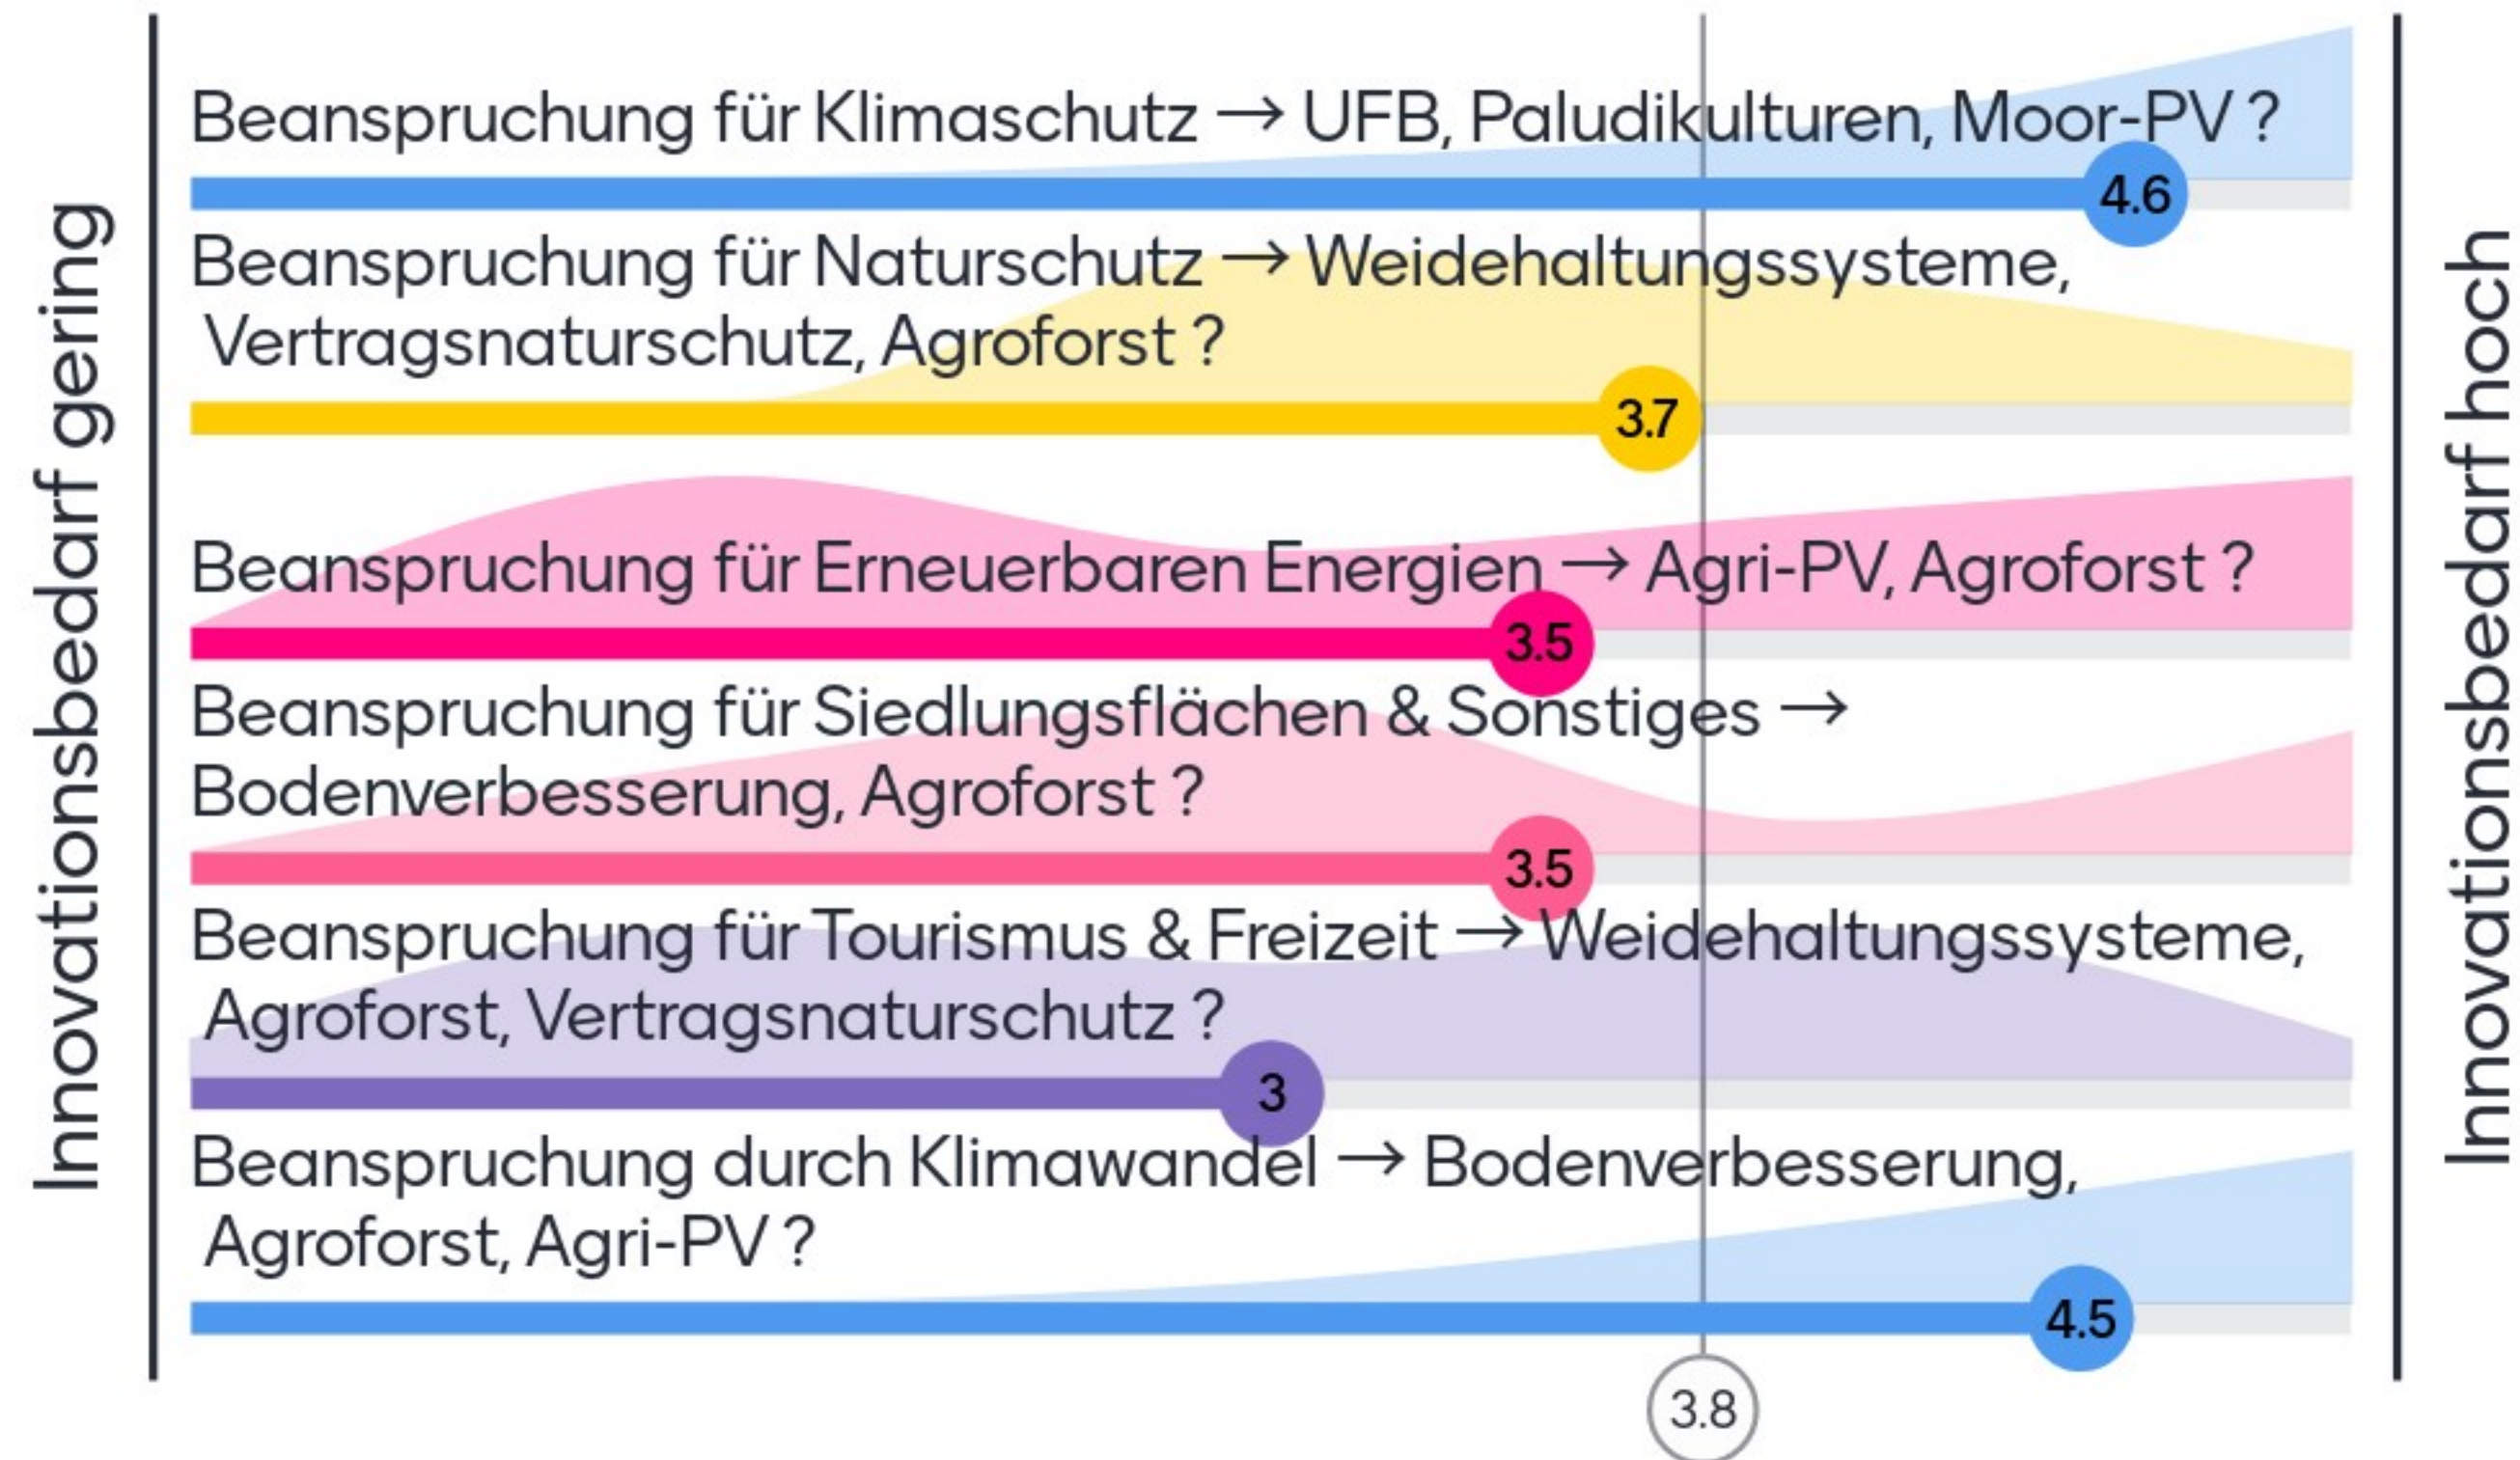 Innovationsbedarf gering
Beanspruchung für Klimaschutz → UFB, Paludikulturen, Moor-PV ?
4.6
Beanspruchung für Naturschutz → Weidehaltungssysteme,
Vertragsnaturschutz, Agroforst ?
3.7
Beanspruchung für Erneuerbaren Energien → Agri-PV, Agroforst ?
3.5
Beanspruchung für Siedlungsflächen & Sonstiges →
Bodenverbesserung, Agroforst ?
3.5
Beanspruchung für Tourismus & Freizeit → Weidehaltungssysteme,
Agroforst, Vertragsnaturschutz ?
3
Beanspruchung durch Klimawandel → Bodenverbesserung,
Agroforst, Agri-PV ?
4.5
3.8
Innovationsbedarf hoch